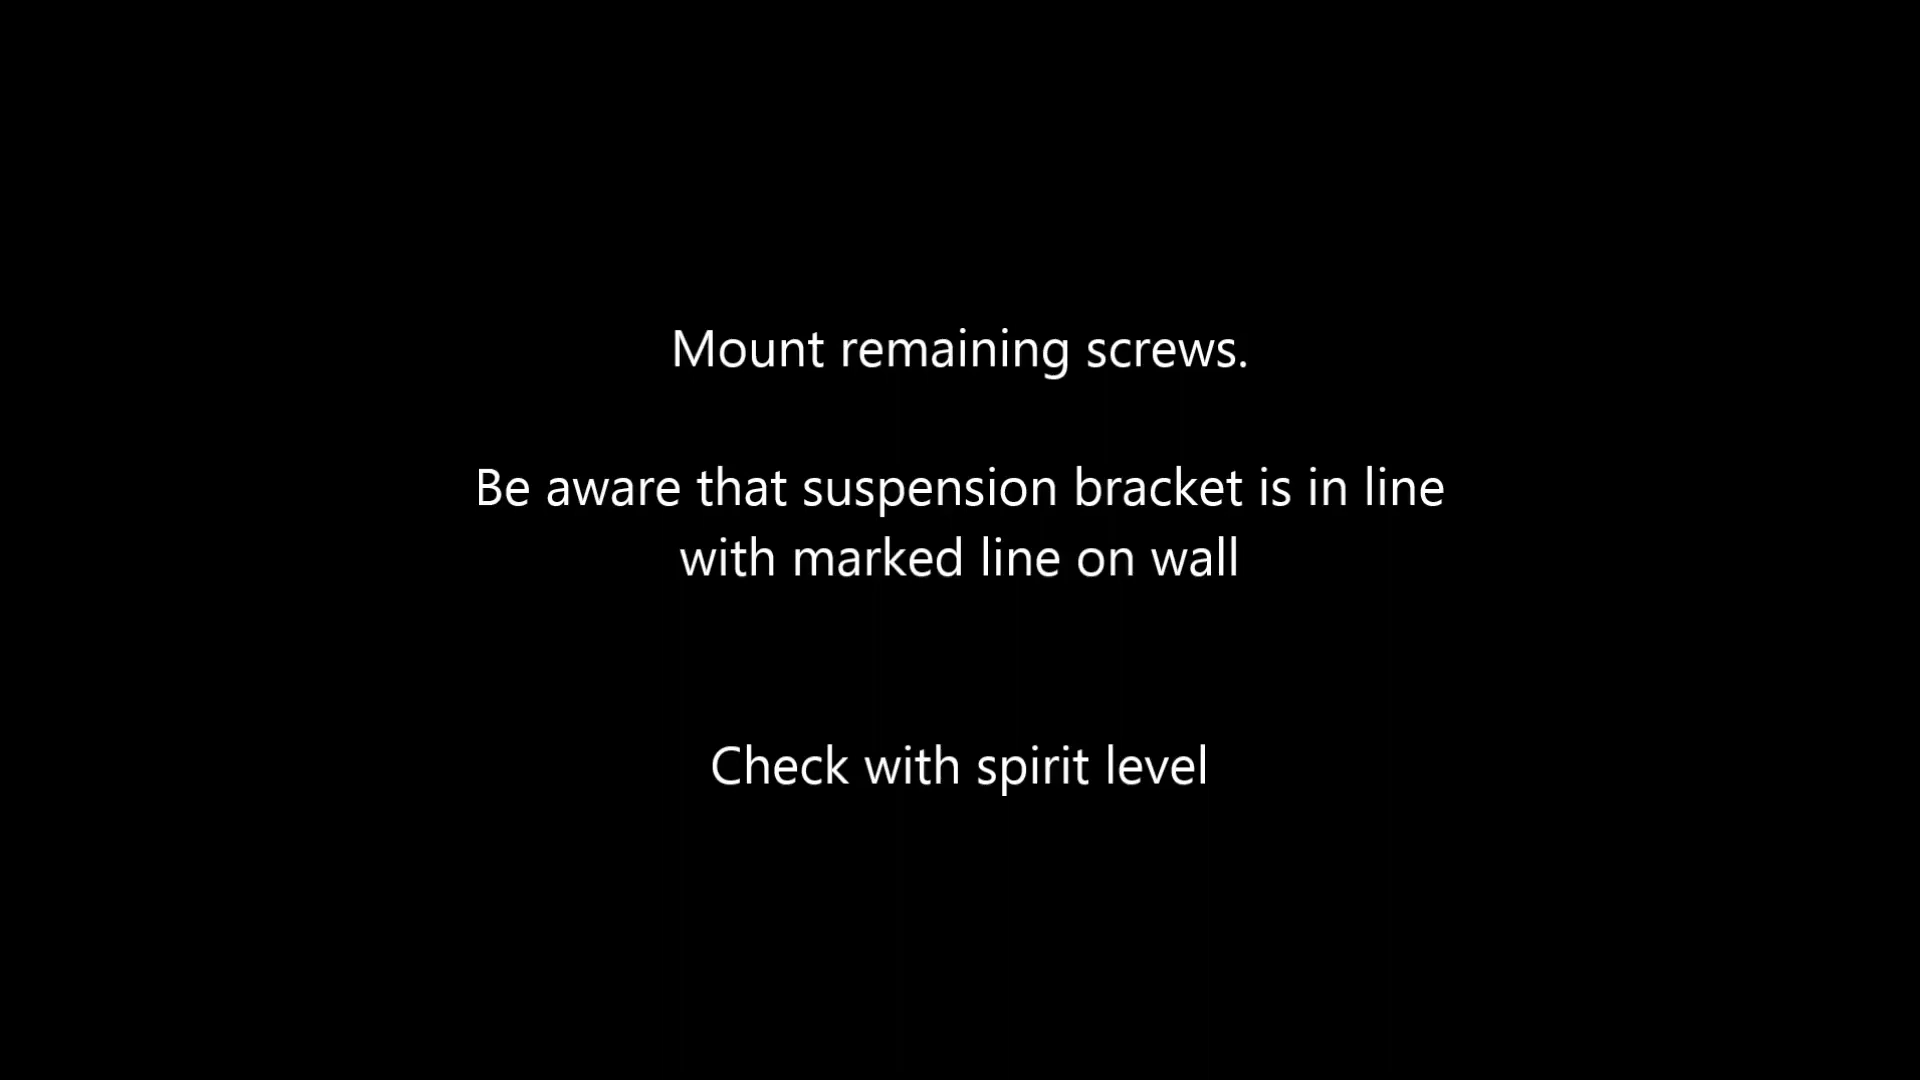 Mount remaining screws.
Be aware that suspension bracket is in line
with marked line on wall
Check with spirit level